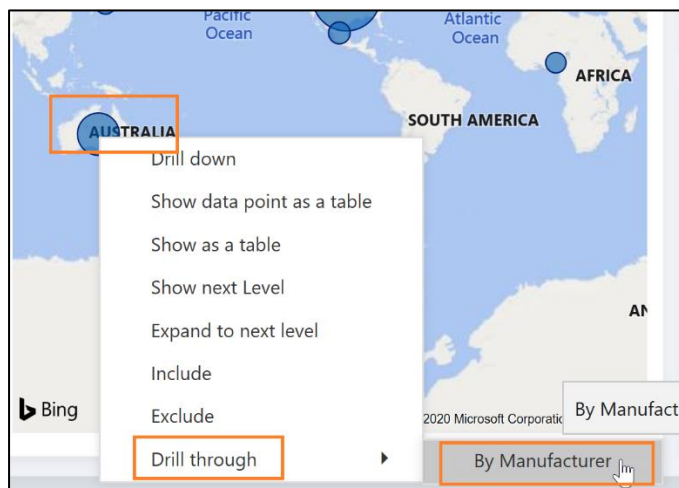 Pacific
Ocean
Atlantic
Ocean
AFRICA
SOUTH AMERICA
AUSTRALIA
Drill down
Show data point as a table
Show as a table
Show next Level
Expand to next level
Include
Exclude
Drill through
By Manufacturer
AN
Bing
2020 Microsoft Corporatic
By Manufact